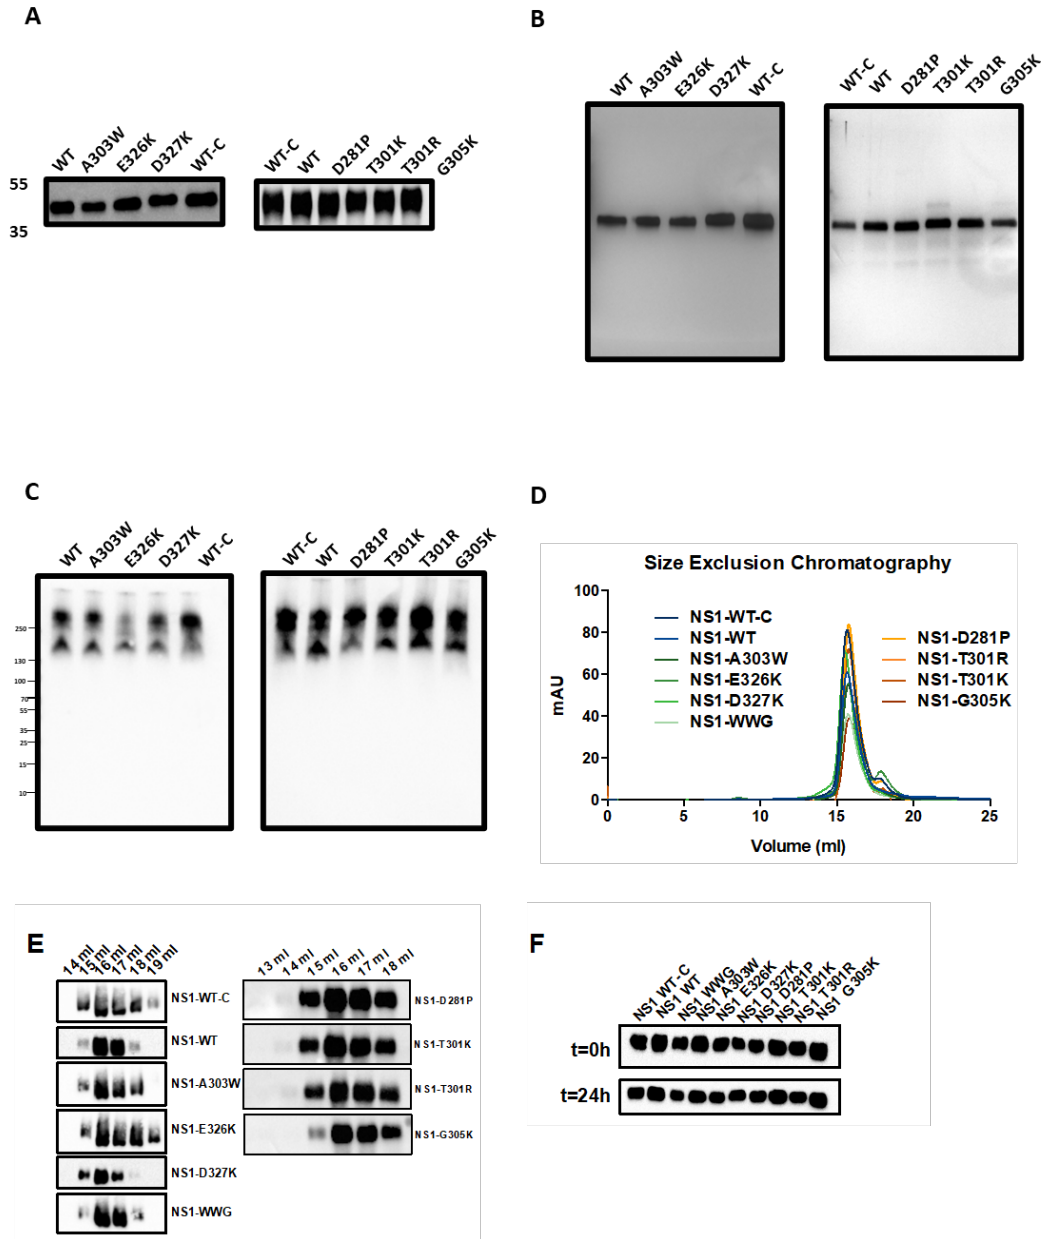 A
WT A303W E326K D327K WT-C
WT-C WT D281P T301K T301R G305K
55
35
B
WT A303W E326K D327K WT-C
WT-C WT D281P T301K T301R G305K
C
WT A303W E326K D327K WT-C
WT-C WT D281P T301K T301R G305K
250
130
100
70
55
35
25
15
10
D
Size Exclusion Chromatography
mAU
100
80
60
40
20
0
NS1-WT-C
NS1-WT
NS1-A303W
NS1-E326K
NS1-D327K
NS1-WWG
NS1-D281P
NS1-T301R
NS1-T301K
NS1-G305K
0 5 10 15 20 25
Volume (ml)
E
14 ml 15 ml 16 ml 17 ml 18 ml 19 ml
NS1-WT-C
NS1-WT
NS1-A303W
NS1-E326K
NS1-D327K
NS1-WWG
13 ml 14 ml 15 ml 16 ml 17 ml 18 ml
NS1-D281P
NS1-T301K
NS1-T301R
NS1-G305K
F
NS1 WT-C NS1 WT NS1 WWG NS1 A303W NS1 E326K NS1 D327K NS1 D281P NS1 T301K NS1 T301R NS1 G305K
t=0h
t=24h